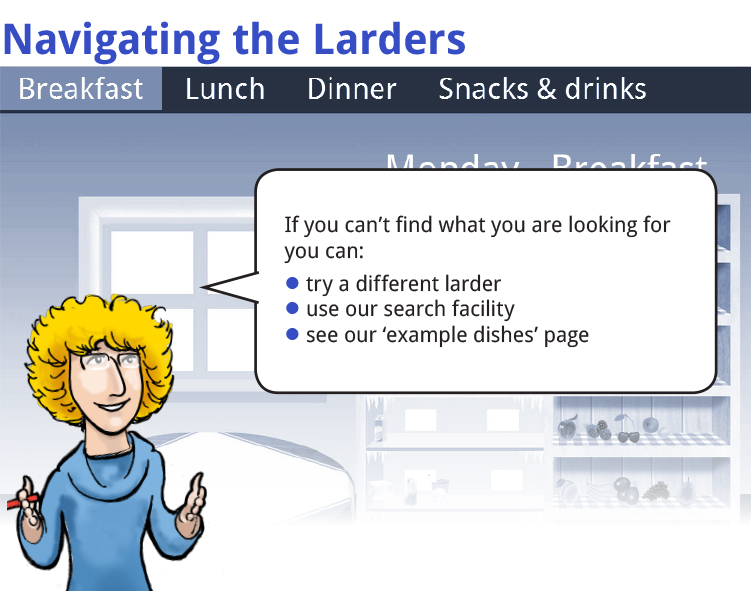 Navigating the Larders
Breakfast Lunch Dinner Snacks & drinks
Monday Breakfast
If you can’t find what you are looking for
you can:
● try a different larder
● use our search facility
● see our ‘example dishes’ page